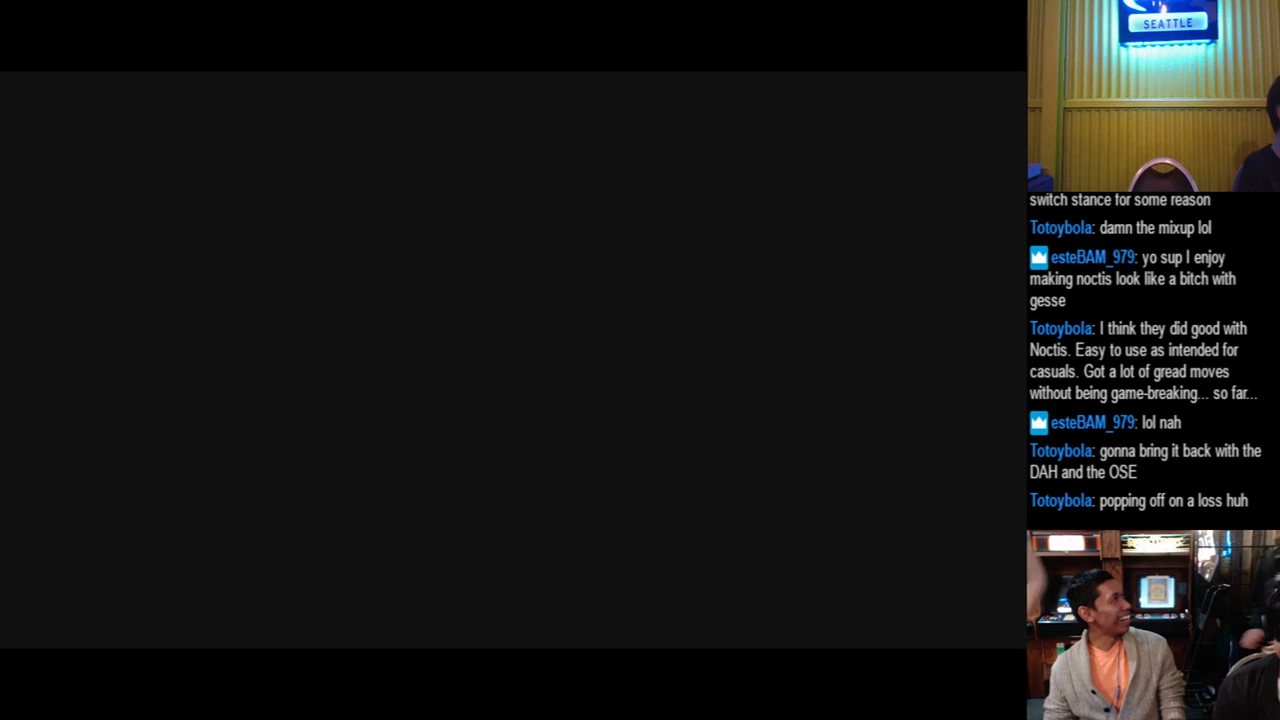 SEATTLE
switch stance for some reason
Totoybola: damn the mixup lol
esteBAM_979: yo sup I enjoy
making noctis look like a bitch with
gesse
Totoybola: I think they did good with
Noctis. Easy to use as intended for
casuals. Got a lot of gread moves
without being game-breaking... so far...
esteBAM_979: lol nah
Totoybola: gonna bring it back with the
DAH and the OSE
Totoybola: popping off on a loss huh